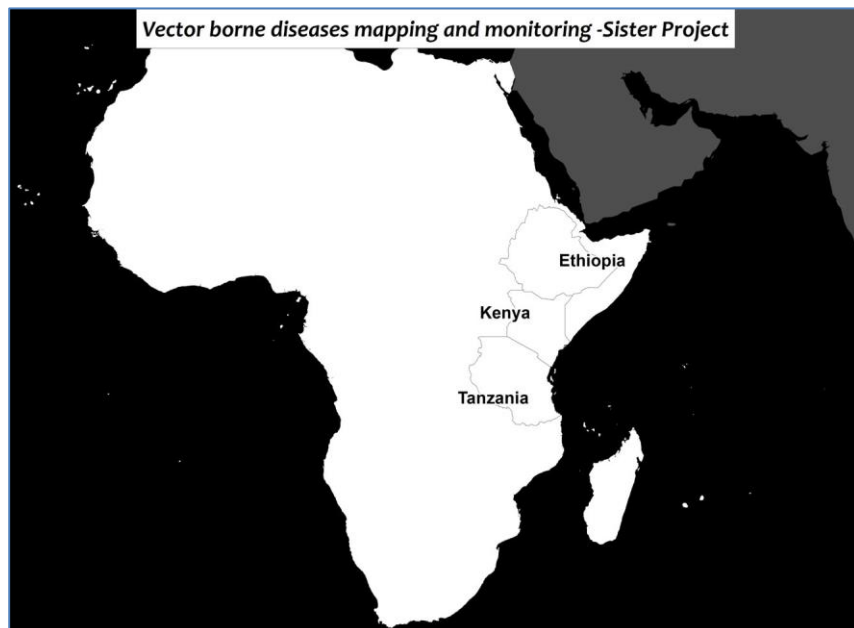 Vector borne diseases mapping and monitoring -Sister Project
Ethiopia
Kenya
Tanzania